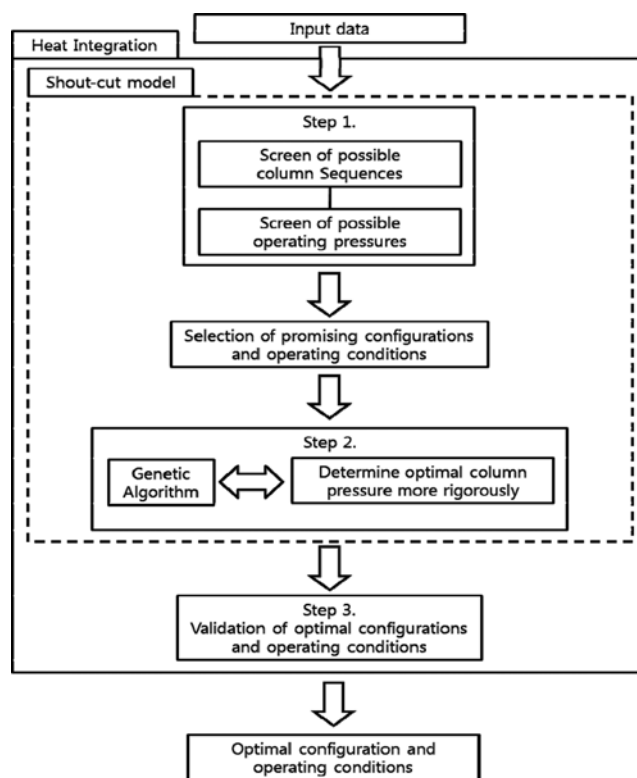 Input data
Heat Integration
Shout-cut model
Step 1.
Screen of possible
column Sequences
Screen of possible
operating pressures
Selection of promising configurations
and operating conditions
Step 2.
Genetic
Algorithm
Determine optimal column
pressure more rigorously
Step 3.
Validation of optimal configurations
and operating conditions
Optimal configuration and
operating conditions